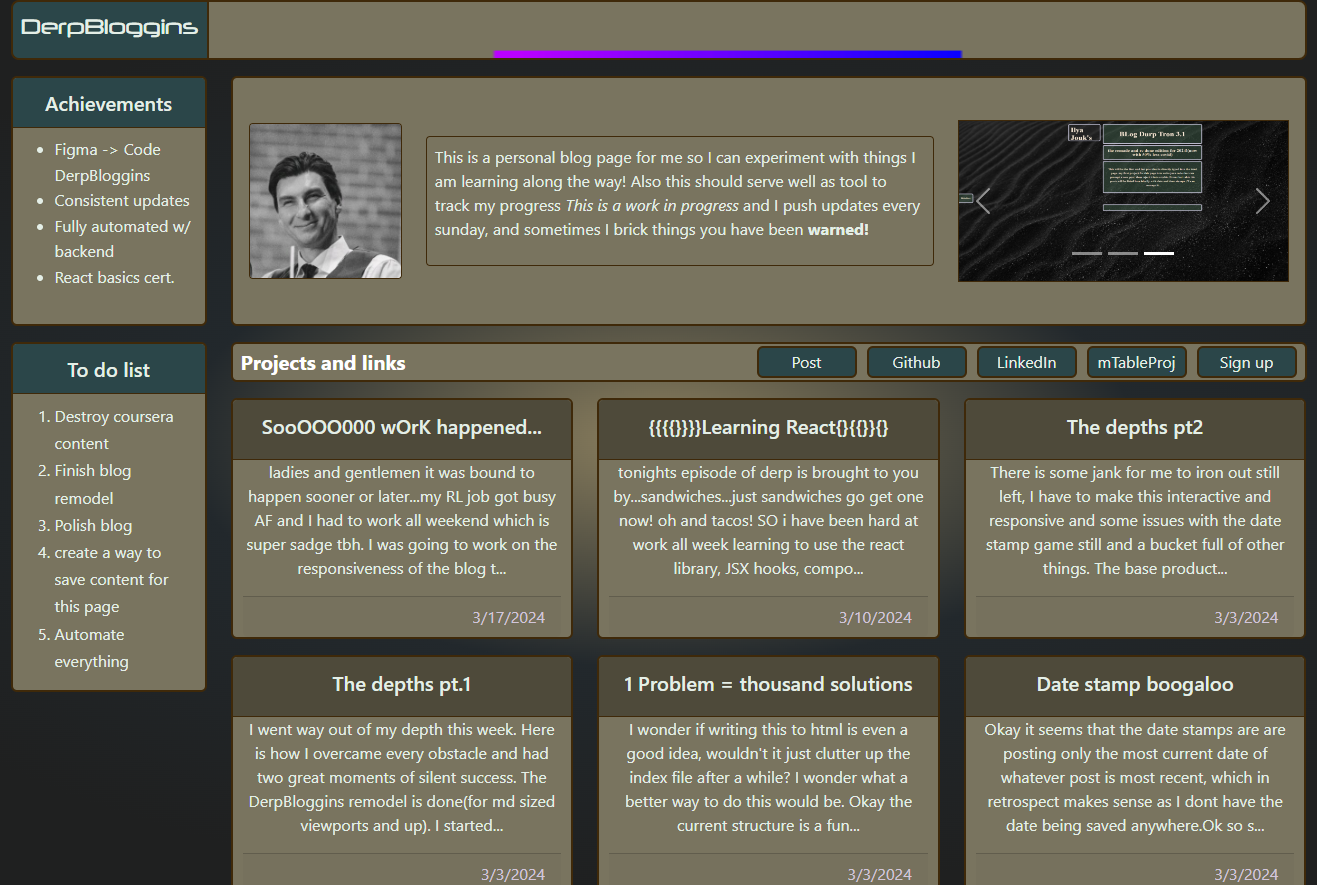 DerpBloggins
Achievements
Figma -> Code
DerpBloggins
Consistent updates
Fully automated w/
backend
React basics cert.
This is a personal blog page for me so I can experiment with things I
am learning along the way! Also this should serve well as tool to
track my progress This is a work in progress and I push updates every
sunday, and sometimes I brick things you have been warned!
Ilya
Jouk's
BLog Durp Tron 3.1
To do list
1. Destroy coursera
content
2. Finish blog
remodel
3. Polish blog
4. create a way to
save content for
this page
5. Automate
everything
Projects and links
Post
Github
LinkedIn
mTableProj
Sign up
SooOOO000 wOrK happened...
ladies and gentlemen it was bound to
happen sooner or later...my RL job got busy
AF and I had to work all weekend which is
super sadge tbh. I was going to work on the
responsiveness of the blog t...
3/17/2024
{{{{}}}}Learning React{}{{}}{}
tonights episode of derp is brought to you
by...sandwiches...just sandwiches go get one
now! oh and tacos! SO i have been hard at
work all week learning to use the react
library, JSX hooks, compo...
3/10/2024
The depths pt2
There is some jank for me to iron out still
left, I have to make this interactive and
responsive and some issues with the date
stamp game still and a bucket full of other
things. The base product...
3/3/2024
The depths pt.1
I went way out of my depth this week. Here
is how I overcame every obstacle and had
two great moments of silent success. The
DerpBloggins remodel is done(for md sized
viewports and up). I started...
3/3/2024
1 Problem = thousand solutions
I wonder if writing this to html is even a
good idea, wouldn't it just clutter up the
index file after a while? I wonder what a
better way to do this would be. Okay the
current structure is a fun...
3/3/2024
Date stamp boogaloo
Okay it seems that the date stamps are are
posting only the most current date of
whatever post is most recent, which in
retrospect makes sense as I dont have the
date being saved anywhere.Ok so s...
3/3/2024